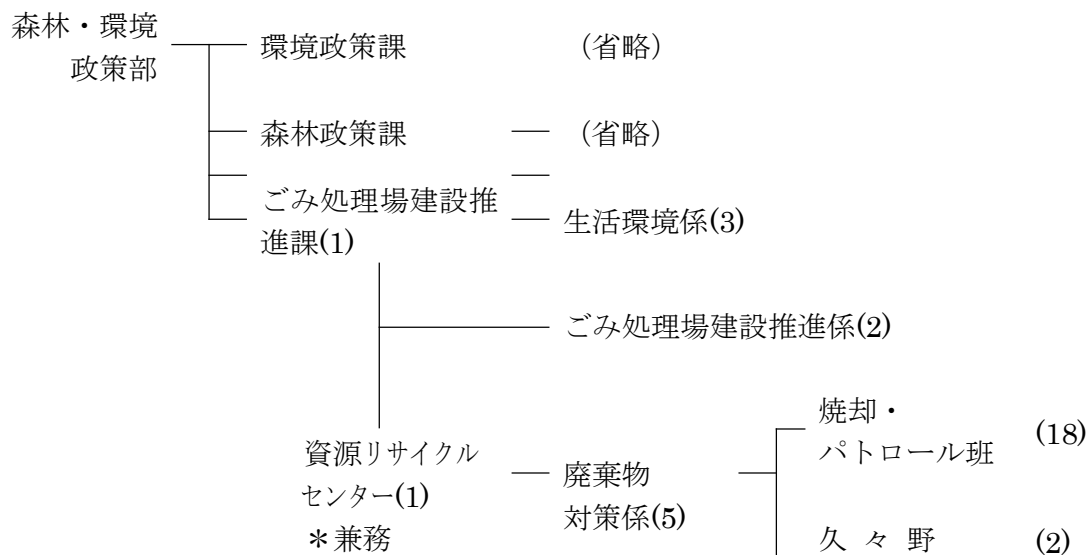 森林・環境
政策部
環境政策課 （省略）
森林政策課 （省略）
ごみ処理場建設推
進課(1)
生活環境係(3)
ごみ処理場建設推進係(2)
資源リサイクル
センター(1)
＊兼務
廃棄物
対策係(5)
焼却・
パトロール班 (18)
久々野 (2)